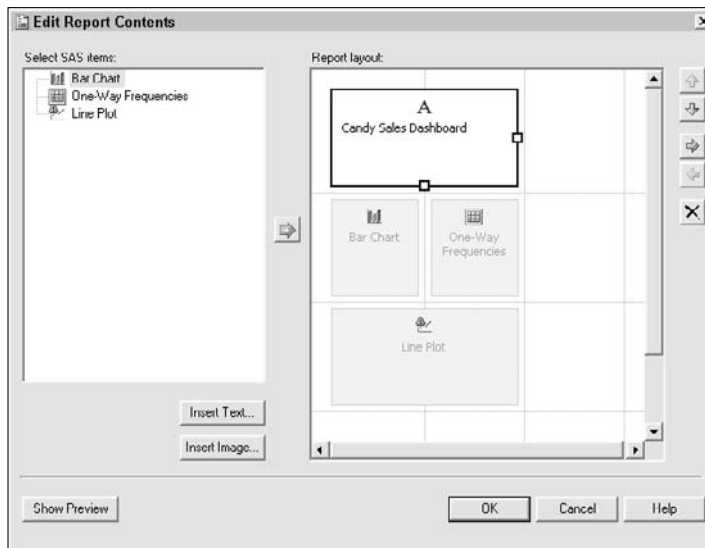 Edit Report Contents
Select SAS items:
Bar Chart
One-Way Frequencies
Line Plot
Insert Text...
Insert Image...
Report layout:
A
Candy Sales Dashboard
Bar Chart
One-Way
Frequencies
Line Plot
Show Preview
OK
Cancel
Help